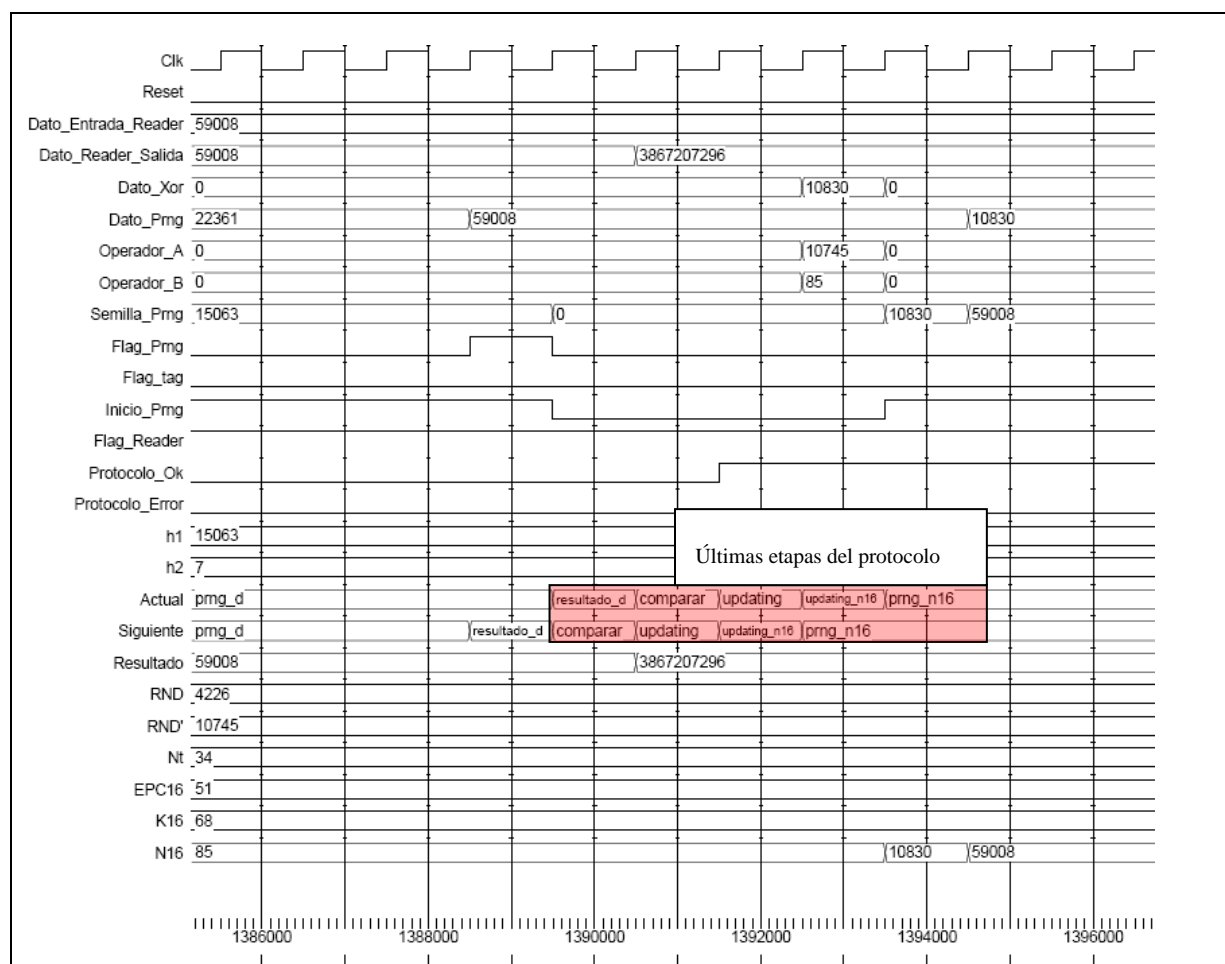 Clk
Reset
Dato_Entrada_Reader 59008
Dato_Reader_Salida 59008 3867207296
Dato_Xor 0 10830 0
Dato_Prng 22361 59008 10830
Operador_A 0 10745 0
Operador_B 0 85 0
Semilla_Prng 15063 0 10830 59008
Flag_Prng
Flag_tag
Inicio_Prng
Flag_Reader
Protocolo_Ok
Protocolo_Error
Últimas etapas del protocolo
h1 15063
h2 7
Actual prng_d resultado_d comparar updating updating_n16 prng_n16
Siguiente prng_d resultado_d comparar updating updating_n16 prng_n16
Resultado 59008 3867207296
RND 4226
RND' 10745
Nt 34
EPC16 51
K16 68
N16 85 10830 59008
1386000 1388000 1390000 1392000 1394000 1396000